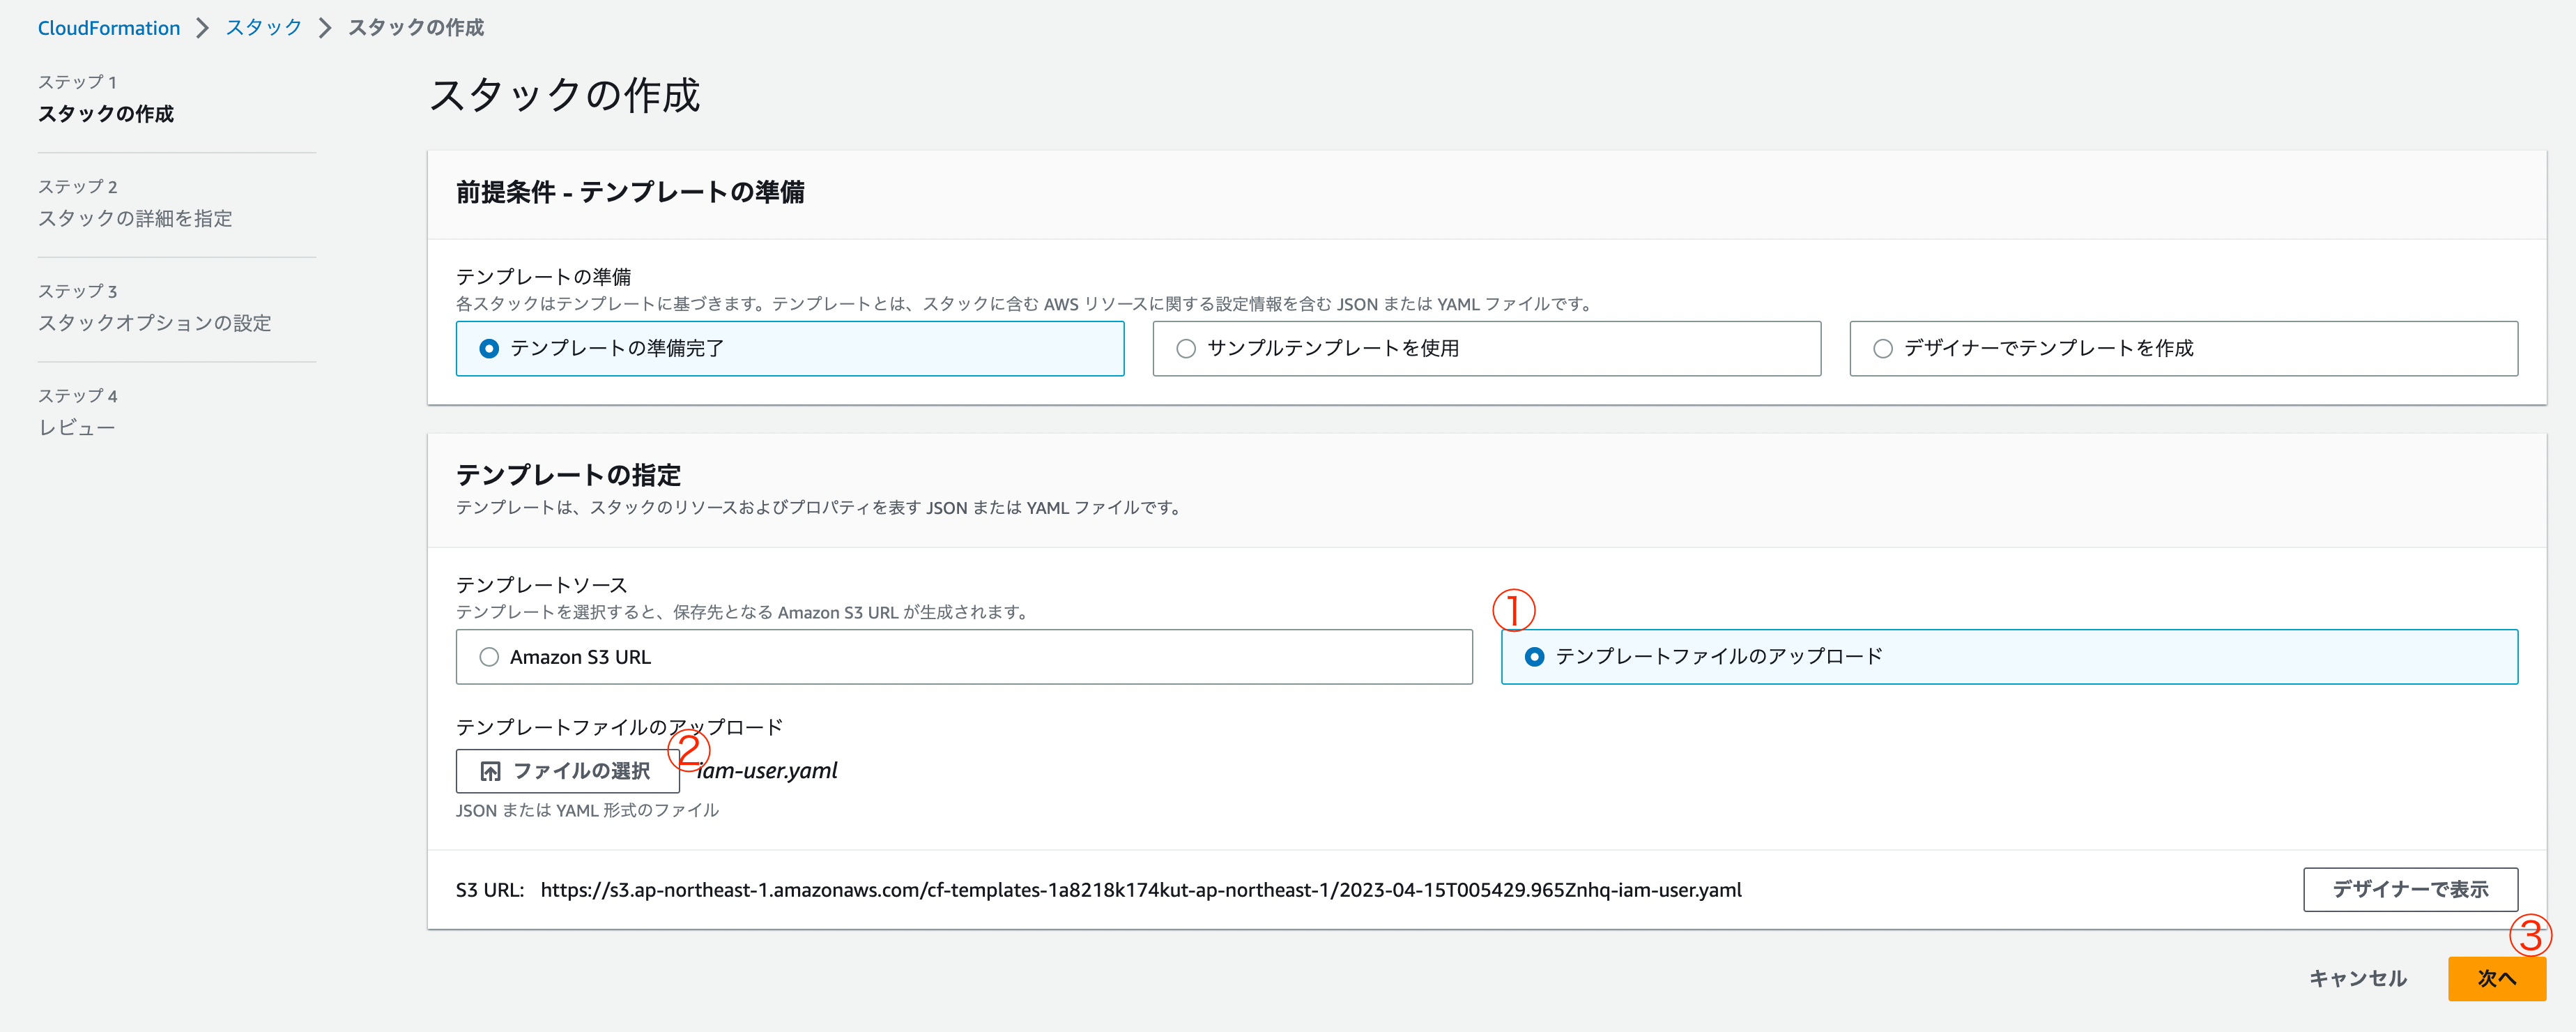 CloudFormation > スタック > スタックの作成
ステップ 1
スタックの作成
ステップ 2
スタックの詳細を指定
ステップ 3
スタックオプションの設定
ステップ 4
レビュー
スタックの作成
前提条件 - テンプレートの準備
テンプレートの準備
各スタックはテンプレートに基づきます。テンプレートとは、スタックに含む AWS リソースに関する設定情報を含む JSON または YAML ファイルです。
テンプレートの準備完了
サンプルテンプレートを使用
デザイナーでテンプレートを作成
テンプレートの指定
テンプレートは、スタックのリソースおよびプロパティを表す JSON または YAML ファイルです。
テンプレートソース
テンプレートを選択すると、保存先となる Amazon S3 URL が生成されます。
Amazon S3 URL
①
テンプレートファイルのアップロード
テンプレートファイルのアップロード
ファイルの選択
②
iam-user.yaml
JSON または YAML 形式のファイル
S3 URL: https://s3.ap-northeast-1.amazonaws.com/cf-templates-1a8218k174kut-ap-northeast-1/2023-04-15T005429.965Znhq-iam-user.yaml
デザイナーで表示
③
キャンセル
次へ